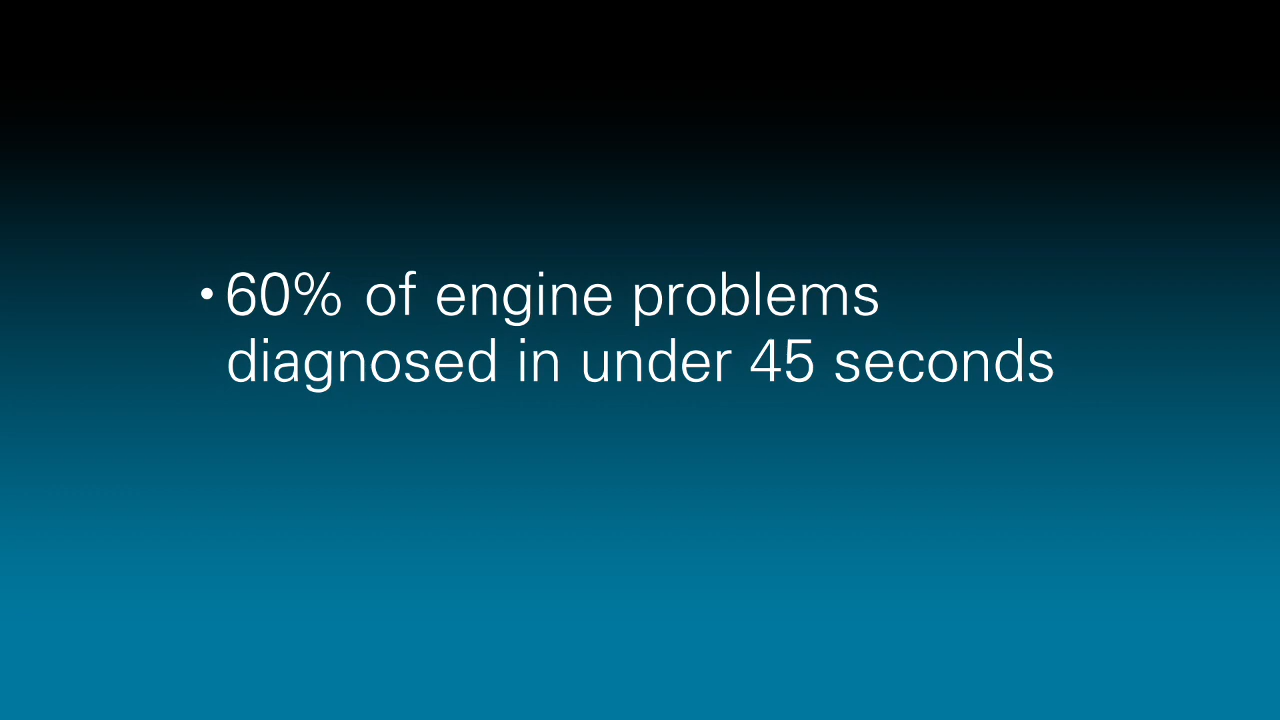 • 60% of engine problems
diagnosed in under 45 seconds